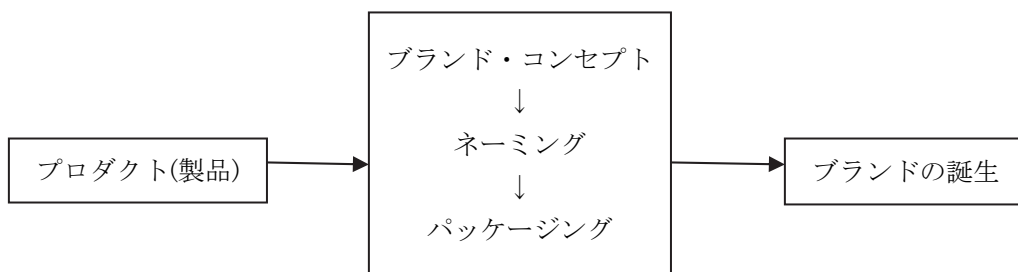 プロダクト(製品)
ブランド・コンセプト
↓
ネーミング
↓
パッケージング
ブランドの誕生